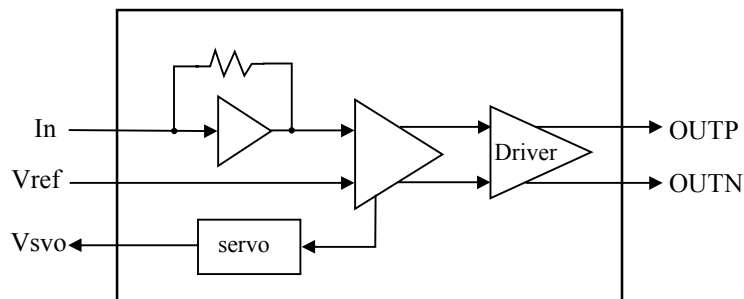 In
Vref
Vsvo
servo
Driver
OUTP
OUTN